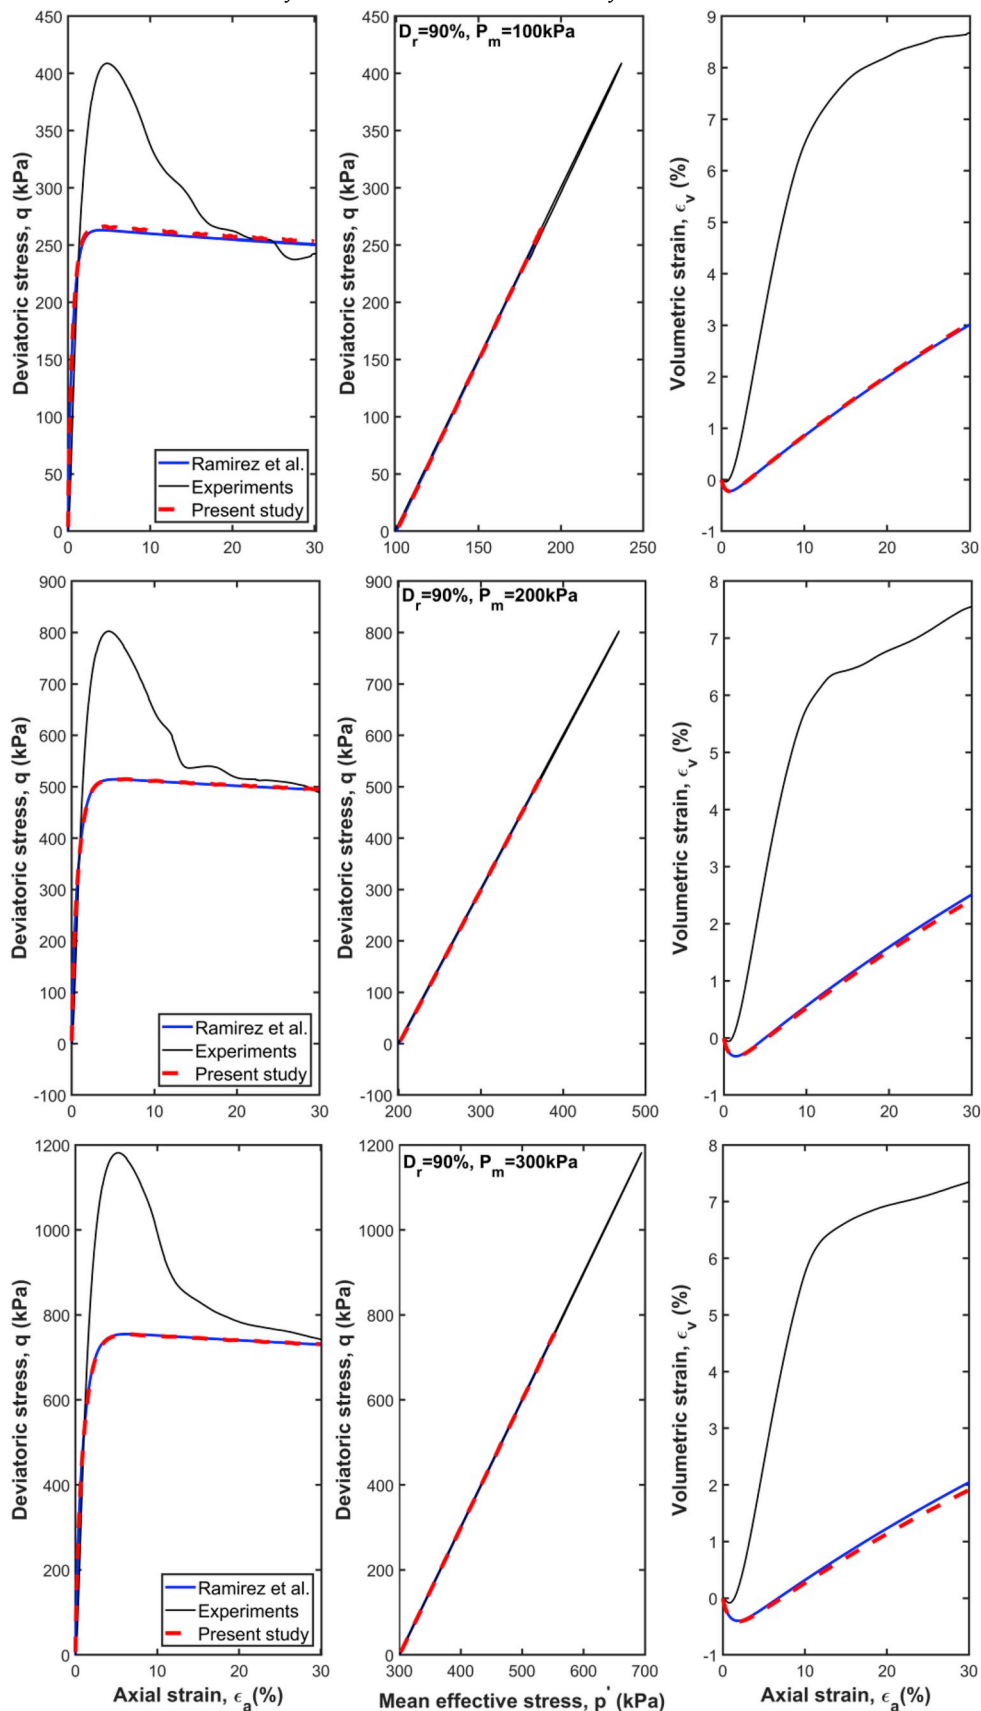 450
400
350
300
250
200
150
100
50
0
0 10 20 30
Deviatoric stress, q (kPa)
Ramirez et al.
Experiments
Present study
D_r=90%, P_m=100kPa
450
400
350
300
250
200
150
100
50
0
100 150 200 250
Deviatoric stress, q (kPa)
9
8
7
6
5
4
3
2
1
0
-1
0 10 20 30
Volumetric strain, ϵ_v (%)
900
800
700
600
500
400
300
200
100
0
-100
0 10 20 30
Deviatoric stress, q (kPa)
Ramirez et al.
Experiments
Present study
D_r=90%, P_m=200kPa
900
800
700
600
500
400
300
200
100
0
-100
200 300 400 500
Deviatoric stress, q (kPa)
8
7
6
5
4
3
2
1
0
-1
0 10 20 30
Volumetric strain, ϵ_v (%)
1200
1000
800
600
400
200
0
0 10 20 30
Deviatoric stress, q (kPa)
Axial strain, ϵ_a(%)
Ramirez et al.
Experiments
Present study
D_r=90%, P_m=300kPa
1200
1000
800
600
400
200
0
300 400 500 600 700
Deviatoric stress, q (kPa)
Mean effective stress, p' (kPa)
8
7
6
5
4
3
2
1
0
-1
0 10 20 30
Volumetric strain, ϵ_v (%)
Axial strain, ϵ_a(%)